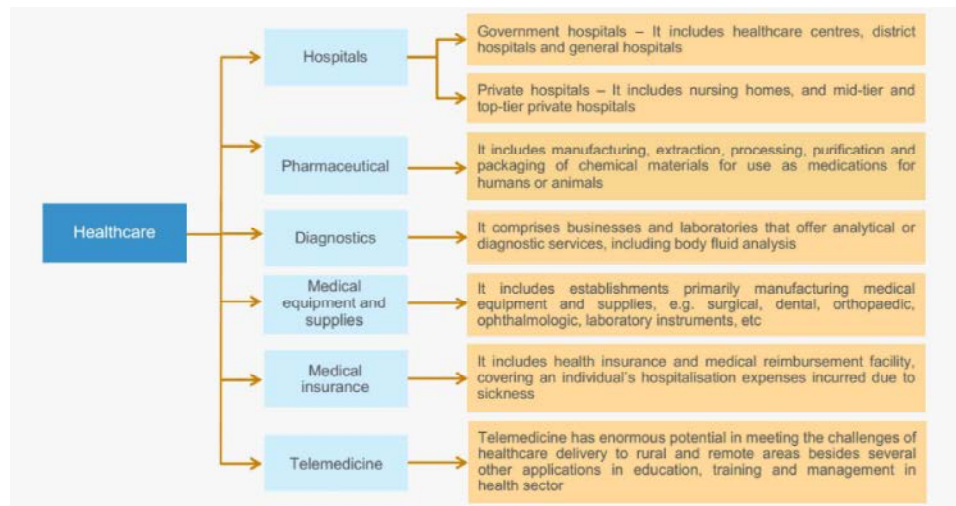 Healthcare
Hospitals
Government hospitals – It includes healthcare centres, district
hospitals and general hospitals
Private hospitals – It includes nursing homes, and mid-tier and
top-tier private hospitals
Pharmaceutical
It includes manufacturing, extraction, processing, purification and
packaging of chemical materials for use as medications for
humans or animals
Diagnostics
It comprises businesses and laboratories that offer analytical or
diagnostic services, including body fluid analysis
Medical
equipment and
supplies
It includes establishments primarily manufacturing medical
equipment and supplies, e.g. surgical, dental, orthopaedic,
ophthalmologic, laboratory instruments, etc
Medical
insurance
It includes health insurance and medical reimbursement facility,
covering an individual's hospitalisation expenses incurred due to
sickness
Telemedicine
Telemedicine has enormous potential in meeting the challenges of
healthcare delivery to rural and remote areas besides several
other applications in education, training and management in
health sector